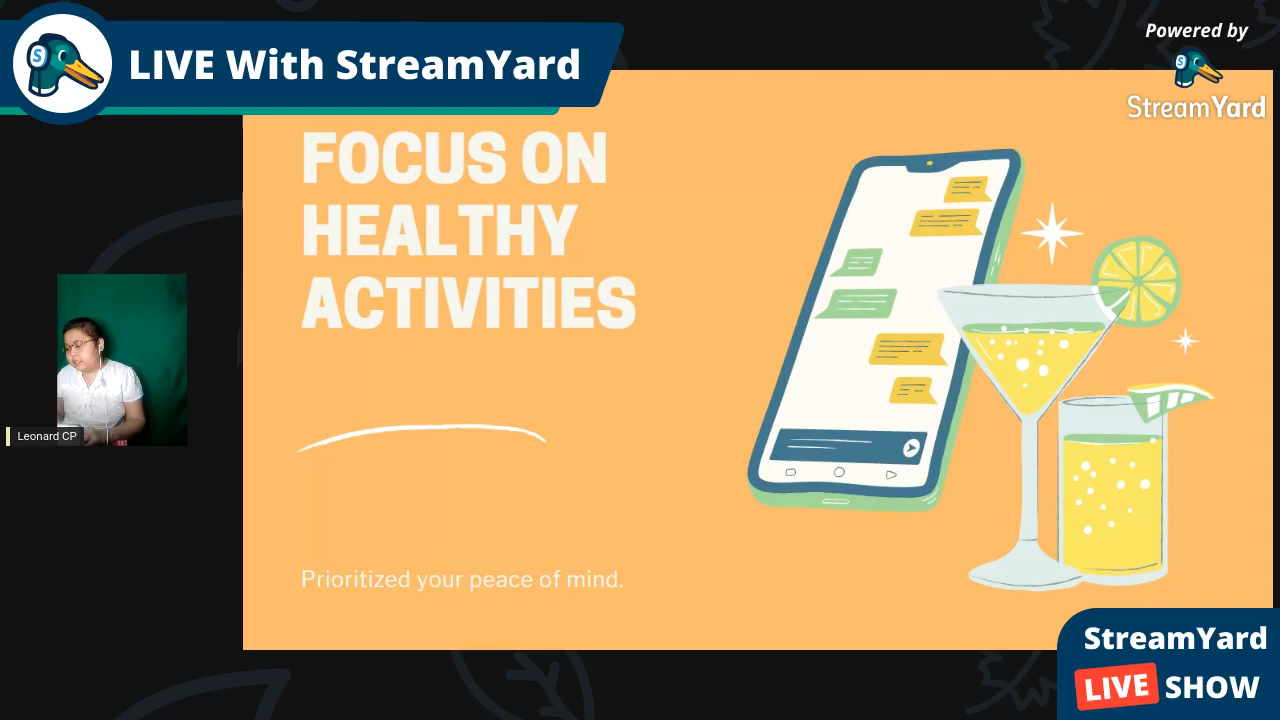 LIVE With StreamYard
Powered by
StreamYard
FOCUS ON
HEALTHY
ACTIVITIES
Leonard CP
Prioritized your peace of mind.
StreamYard
LIVE SHOW